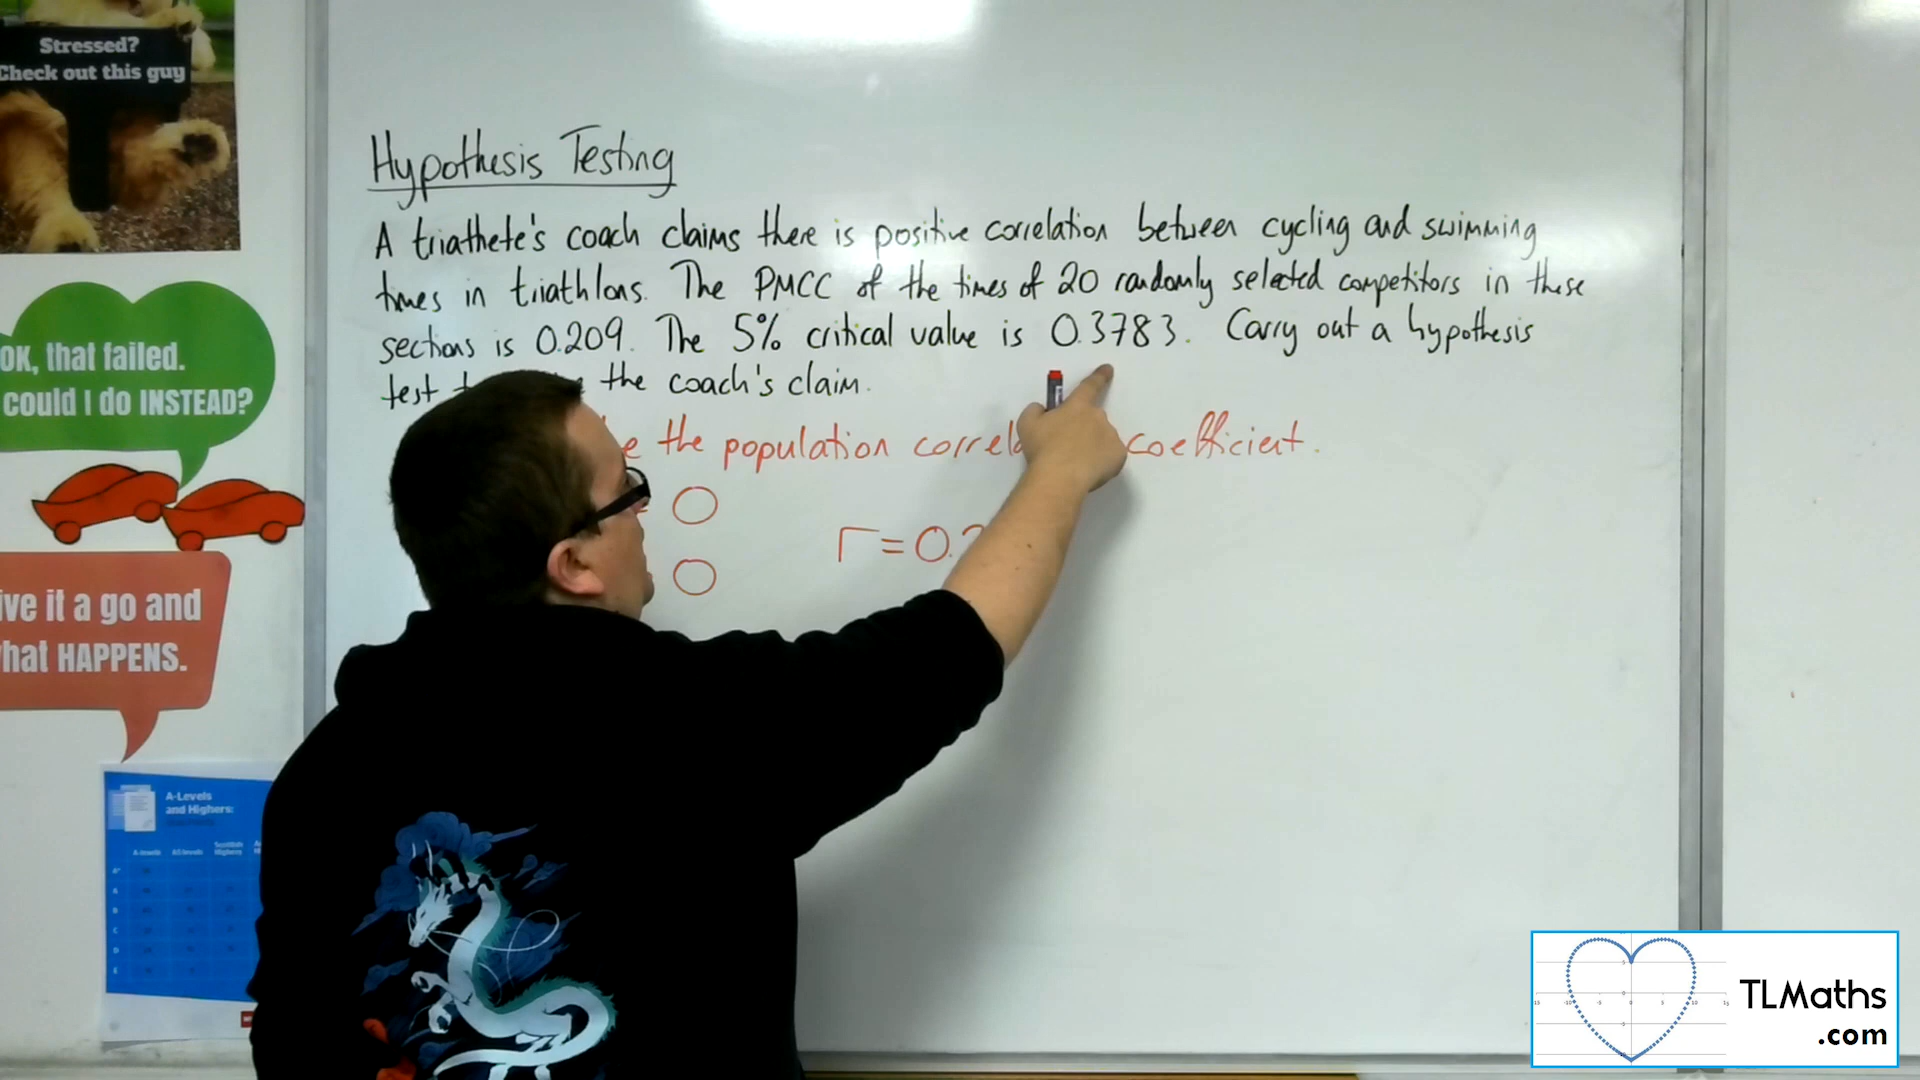 Stressed?
Check out this guy
OK, that failed.
could I do INSTEAD?
ive it a go and
hat HAPPENS.
A-Levels
and Highers:
Hypothesis Testing
A triathete's coach claims there is positive correlation between cycling and swimming
times in triathlons. The PMCC of the times of 20 randomly selected competitors in these
sections is 0.209. The 5% critical value is 0.3783. Carry out a hypothesis
test the coach's claim.
the population coefficient.
0
r=0.2
0
TLMaths
.com